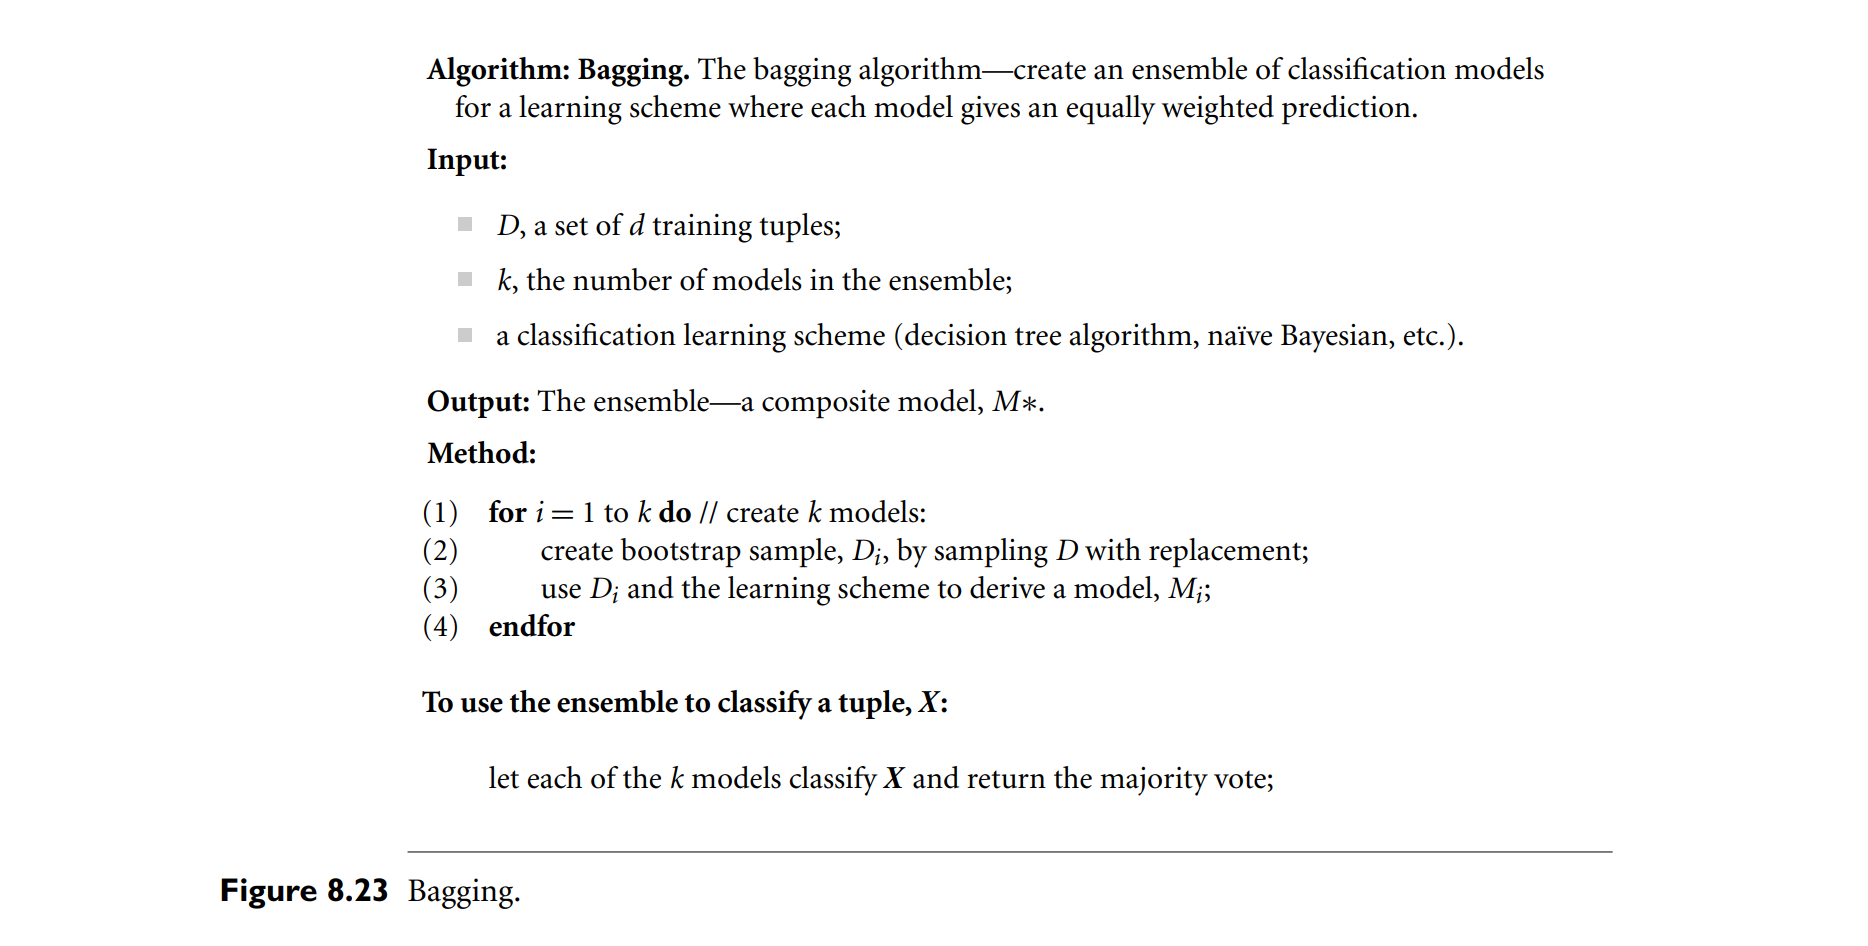 Algorithm: Bagging. The bagging algorithm—create an ensemble of classification models
for a learning scheme where each model gives an equally weighted prediction.
Input:
D, a set of d training tuples;
k, the number of models in the ensemble;
a classification learning scheme (decision tree algorithm, naïve Bayesian, etc.).
Output: The ensemble—a composite model, M∗.
Method:
(1) for i = 1 to k do // create k models:
(2) create bootstrap sample, Di, by sampling D with replacement;
(3) use Di and the learning scheme to derive a model, Mi;
(4) endfor
To use the ensemble to classify a tuple, X:
let each of the k models classify X and return the majority vote;
Figure 8.23 Bagging.